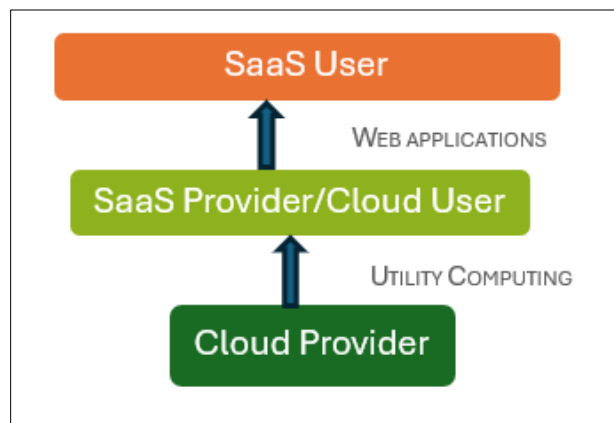 SaaS User
WEB APPLICATIONS
SaaS Provider/Cloud User
UTILITY COMPUTING
Cloud Provider